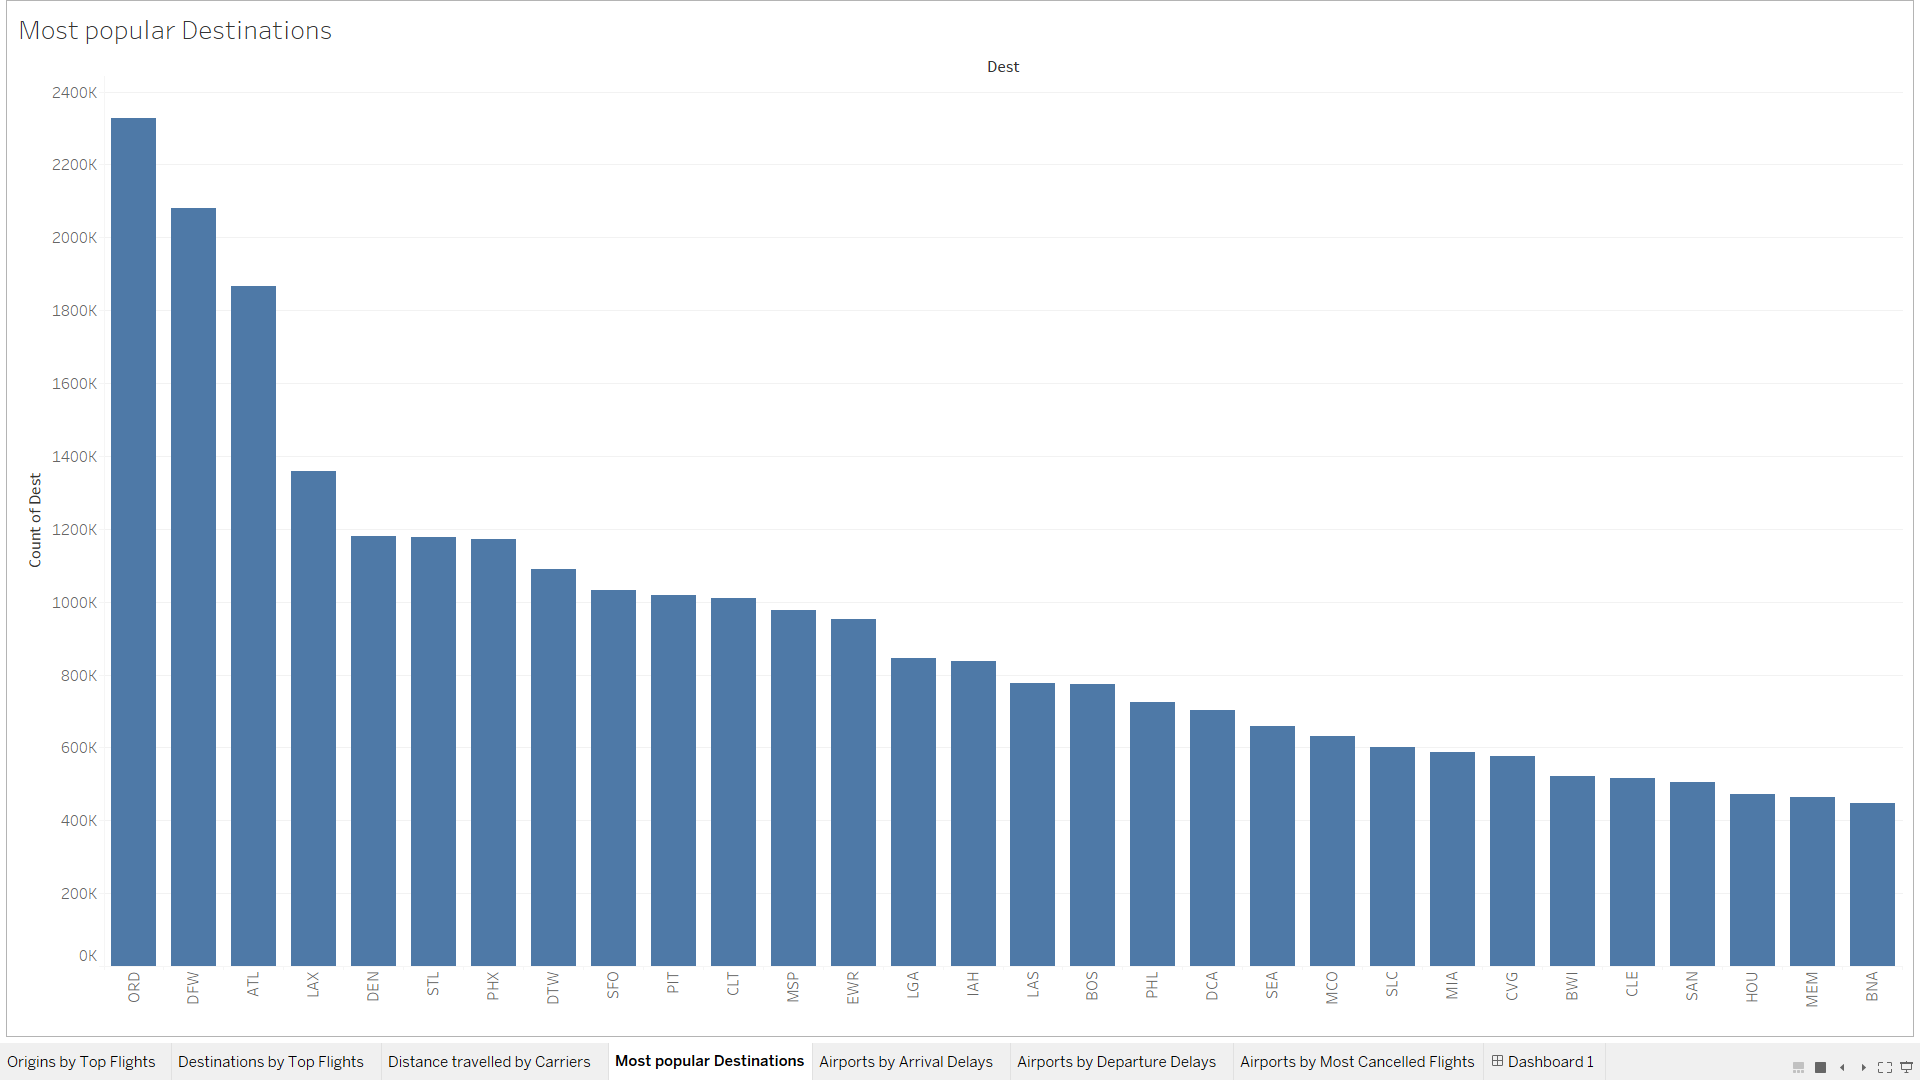 Most popular Destinations
Dest
2400K
2200K
2000K
1800K
1600K
1400K
1200K
1000K
800K
600K
400K
200K
0K
Count of Dest
ORD DFW ATL LAX DEN STL PHX DTW SFO PIT CLT MSP EWR LGA IAH LAS BOS PHL DCA SEA MCO SLC MIA CVG BWI CLE SAN HOU MEM BNA
Origins by Top Flights Destinations by Top Flights Distance travelled by Carriers Most popular Destinations Airports by Arrival Delays Airports by Departure Delays Airports by Most Cancelled Flights Dashboard 1